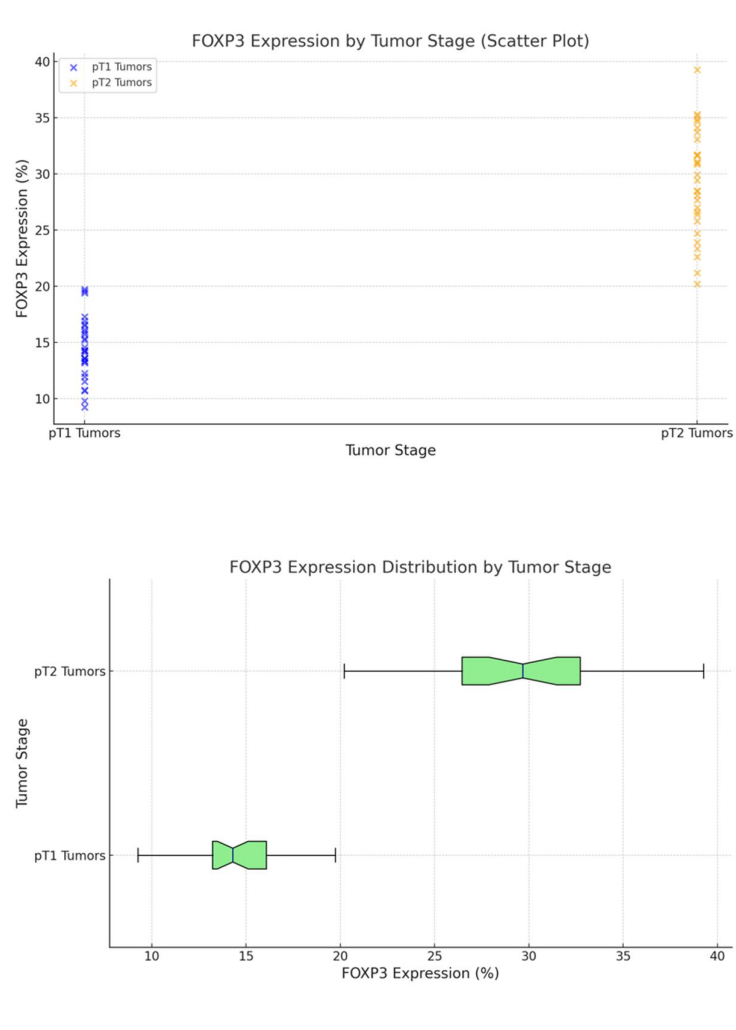 FOXP3 Expression by Tumor Stage (Scatter Plot)
pT1 Tumors
pT2 Tumors
FOXP3 Expression (%)
40
35
30
25
20
15
10
pT1 Tumors
pT2 Tumors
Tumor Stage
FOXP3 Expression Distribution by Tumor Stage
Tumor Stage
pT2 Tumors
pT1 Tumors
10 15 20 25 30 35 40
FOXP3 Expression (%)